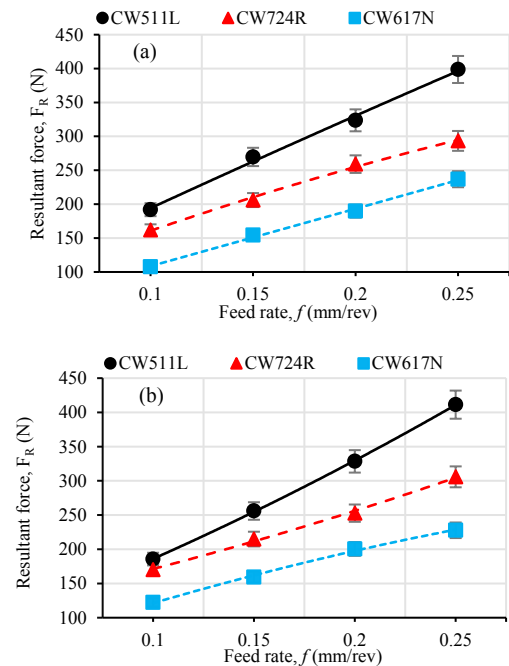 CW511L CW724R CW617N
(a)
450
400
350
300
250
200
150
100
Resultant force, F_R (N)
0.1 0.15 0.2 0.25
Feed rate, f (mm/rev)
CW511L CW724R CW617N
(b)
450
400
350
300
250
200
150
100
Resultant force, F_R (N)
0.1 0.15 0.2 0.25
Feed rate, f (mm/rev)